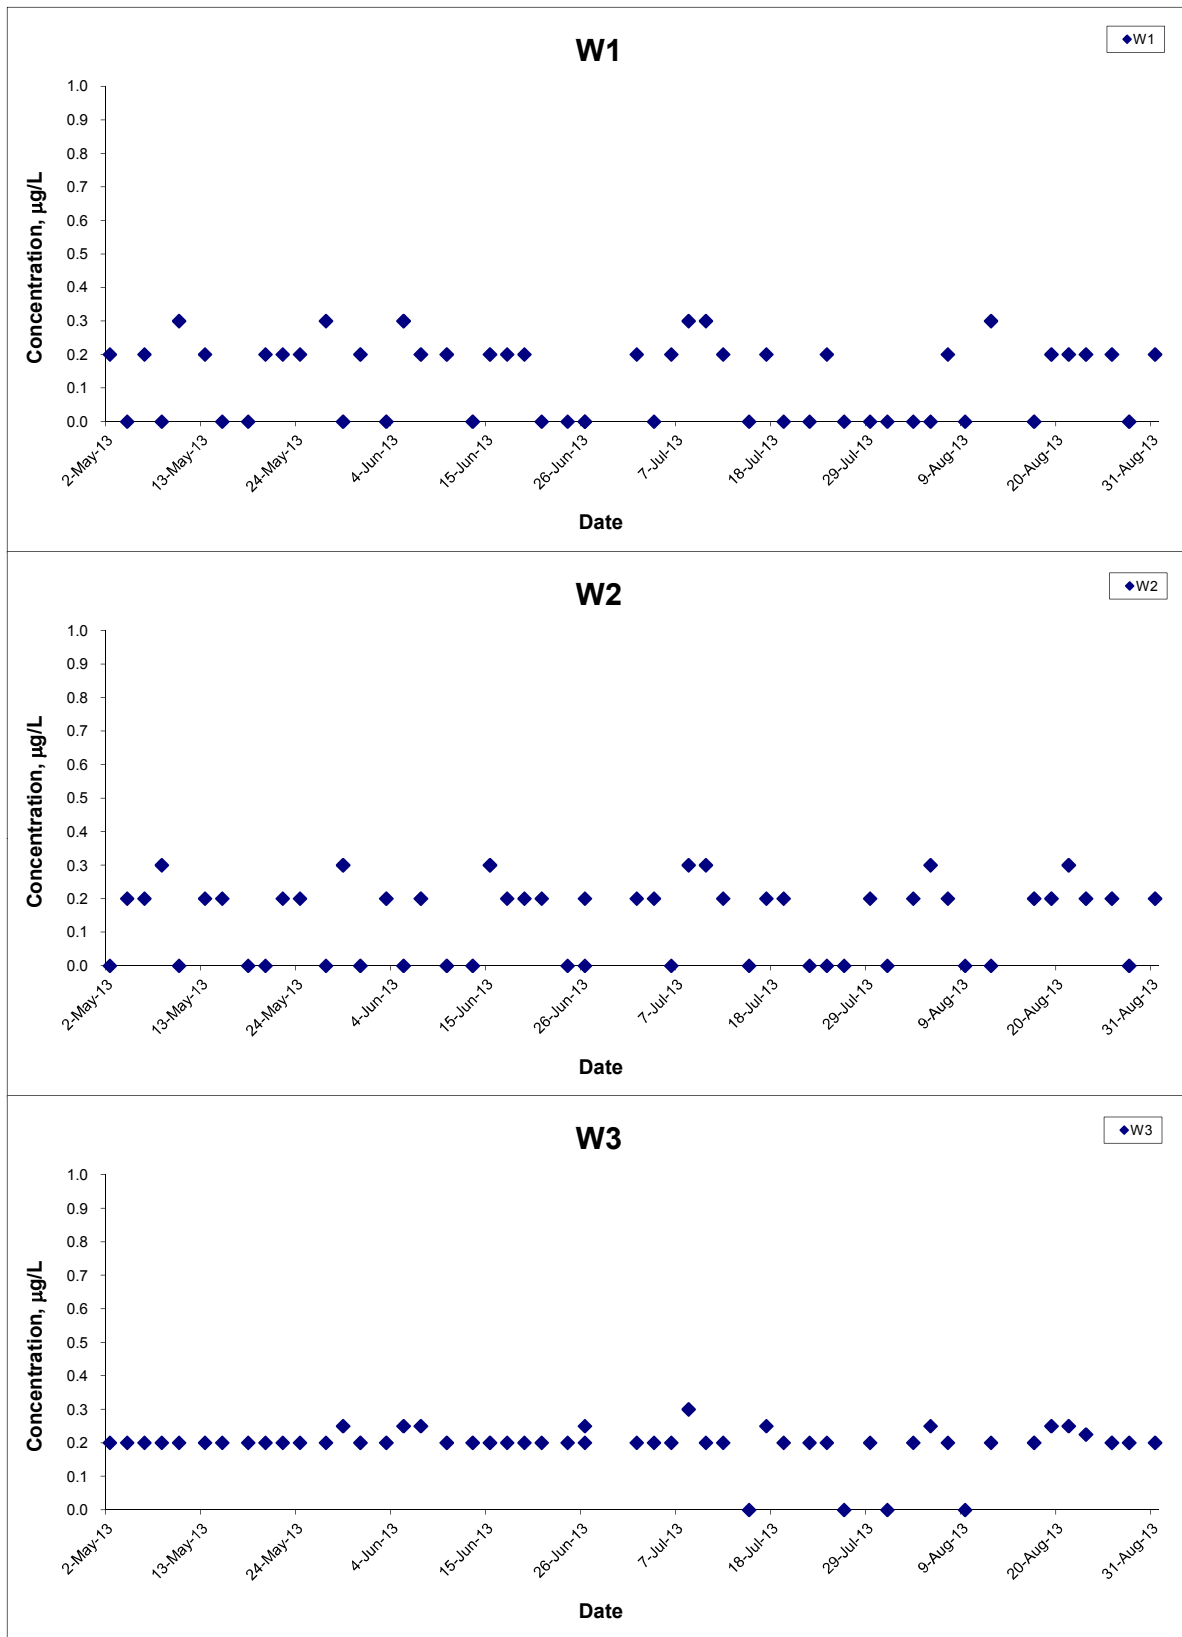 W1
W1
1.0
0.9
0.8
0.7
0.6
0.5
0.4
0.3
0.2
0.1
0.0
Concentration, µg/L
2-May-13
13-May-13
24-May-13
4-Jun-13
15-Jun-13
26-Jun-13
7-Jul-13
18-Jul-13
29-Jul-13
9-Aug-13
20-Aug-13
31-Aug-13
Date
W2
W2
1.0
0.9
0.8
0.7
0.6
0.5
0.4
0.3
0.2
0.1
0.0
Concentration, µg/L
2-May-13
13-May-13
24-May-13
4-Jun-13
15-Jun-13
26-Jun-13
7-Jul-13
18-Jul-13
29-Jul-13
9-Aug-13
20-Aug-13
31-Aug-13
Date
W3
W3
1.0
0.9
0.8
0.7
0.6
0.5
0.4
0.3
0.2
0.1
0.0
Concentration, µg/L
2-May-13
13-May-13
24-May-13
4-Jun-13
15-Jun-13
26-Jun-13
7-Jul-13
18-Jul-13
29-Jul-13
9-Aug-13
20-Aug-13
31-Aug-13
Date